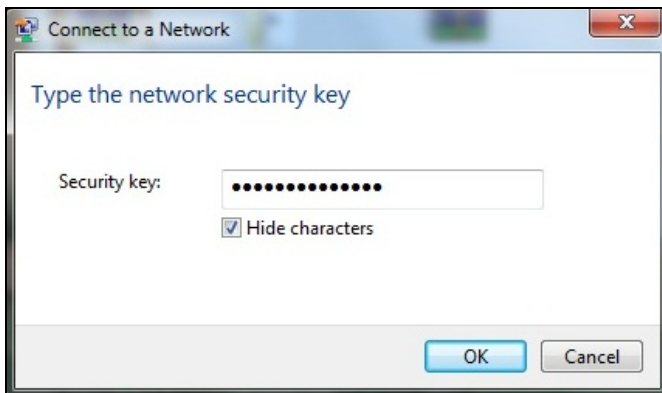 Connect to a Network
Type the network security key
Security key: ••••••••••••••
Hide characters
OK Cancel